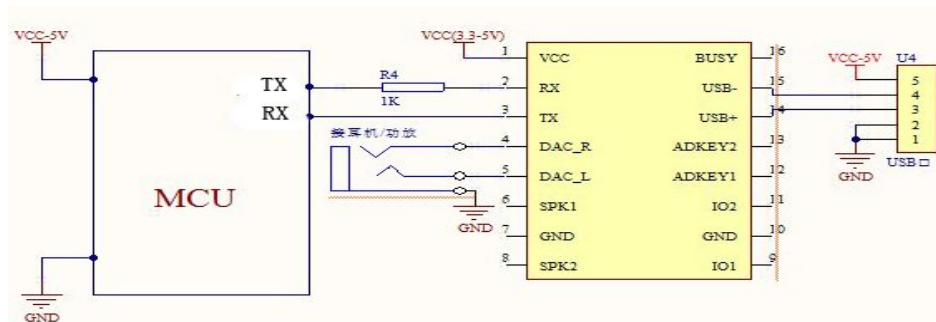 VCC-5V
MCU
TX
RX
GND
R4
1K
VCC(3.3-5V)
接耳机/功放
GND
1 VCC
2 RX
3 TX
4 DAC_R
5 DAC_L
6 SPK1
7 GND
8 SPK2
BUSY 16
USB- 15
USB+ 14
ADKEY2 13
ADKEY1 12
IO2 11
GND 10
IO1 9
VCC-5V
U4
5
4
3
2
1
USB口
GND